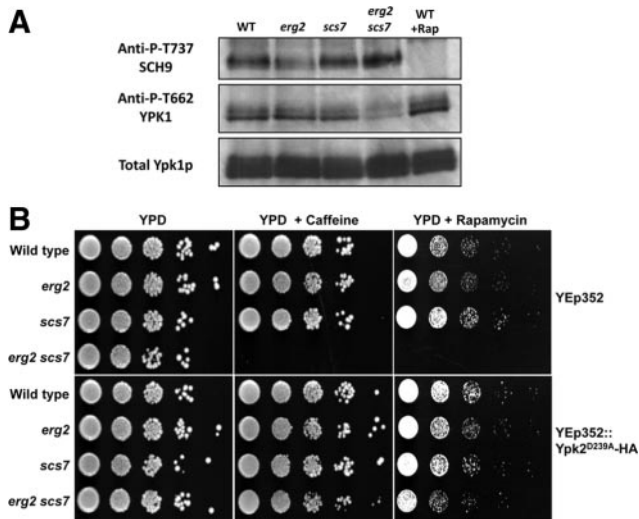 A
WT
erg2
scs7
erg2
scs7
WT
+Rap
Anti-P-T737
SCH9
Anti-P-T662
YPK1
Total Ypk1p
B
YPD
YPD + Caffeine
YPD + Rapamycin
Wild type
erg2
scs7
erg2 scs7
YEp352
Wild type
erg2
scs7
erg2 scs7
YEp352::
Ypk2D239A-HA